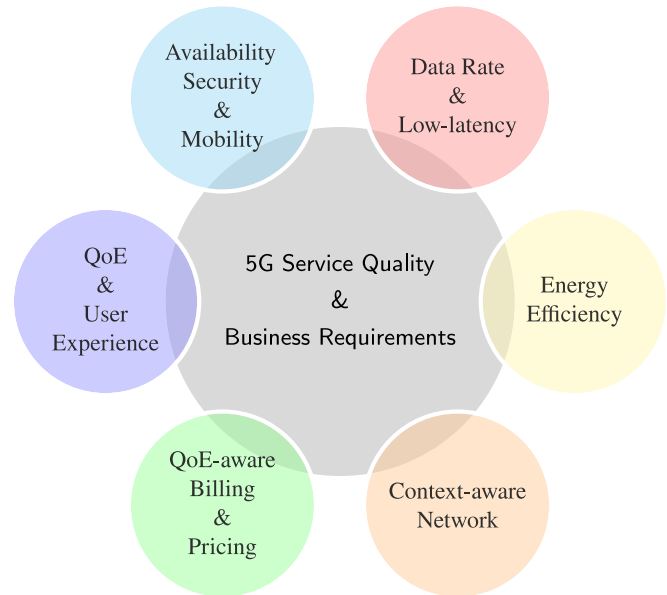 Availability
Security
&
Mobility
Data Rate
&
Low-latency
QoE
&
User
Experience
5G Service Quality
&
Business Requirements
Energy
Efficiency
QoE-aware
Billing
&
Pricing
Context-aware
Network